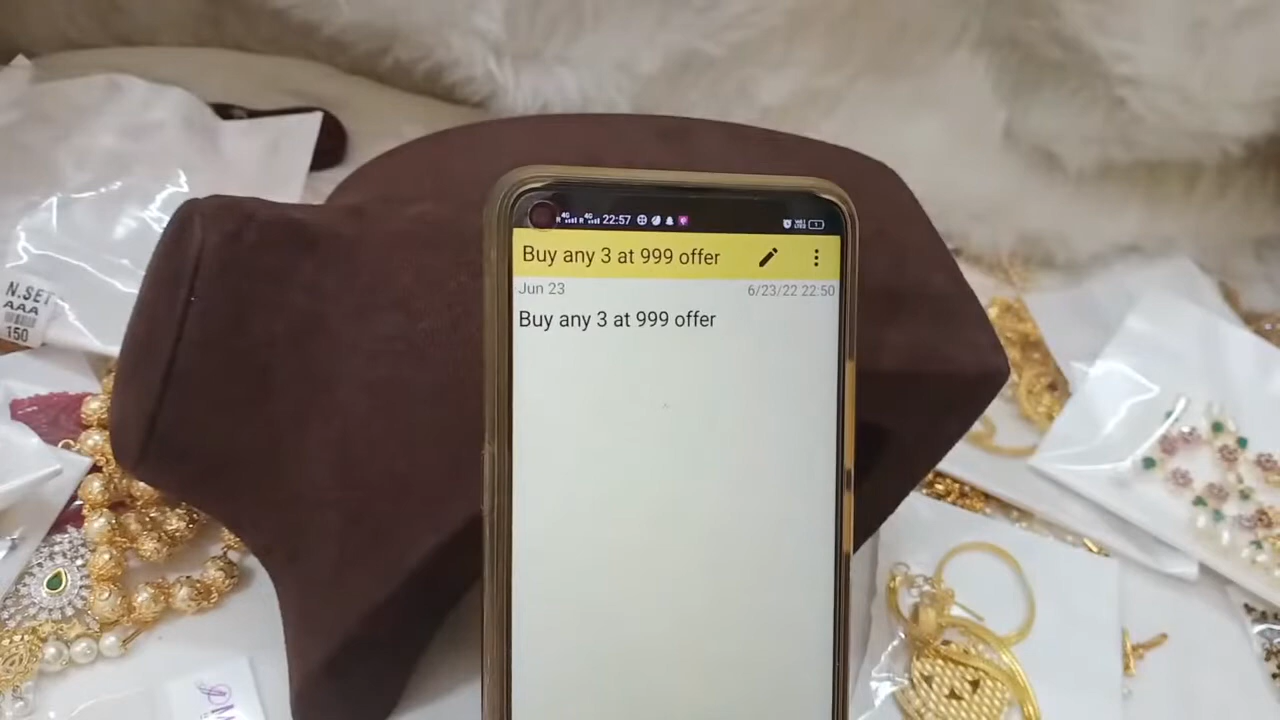 22:57
Buy any 3 at 999 offer
Jun 23
6/23/22 22:50
Buy any 3 at 999 offer
N.SET
AAA
150